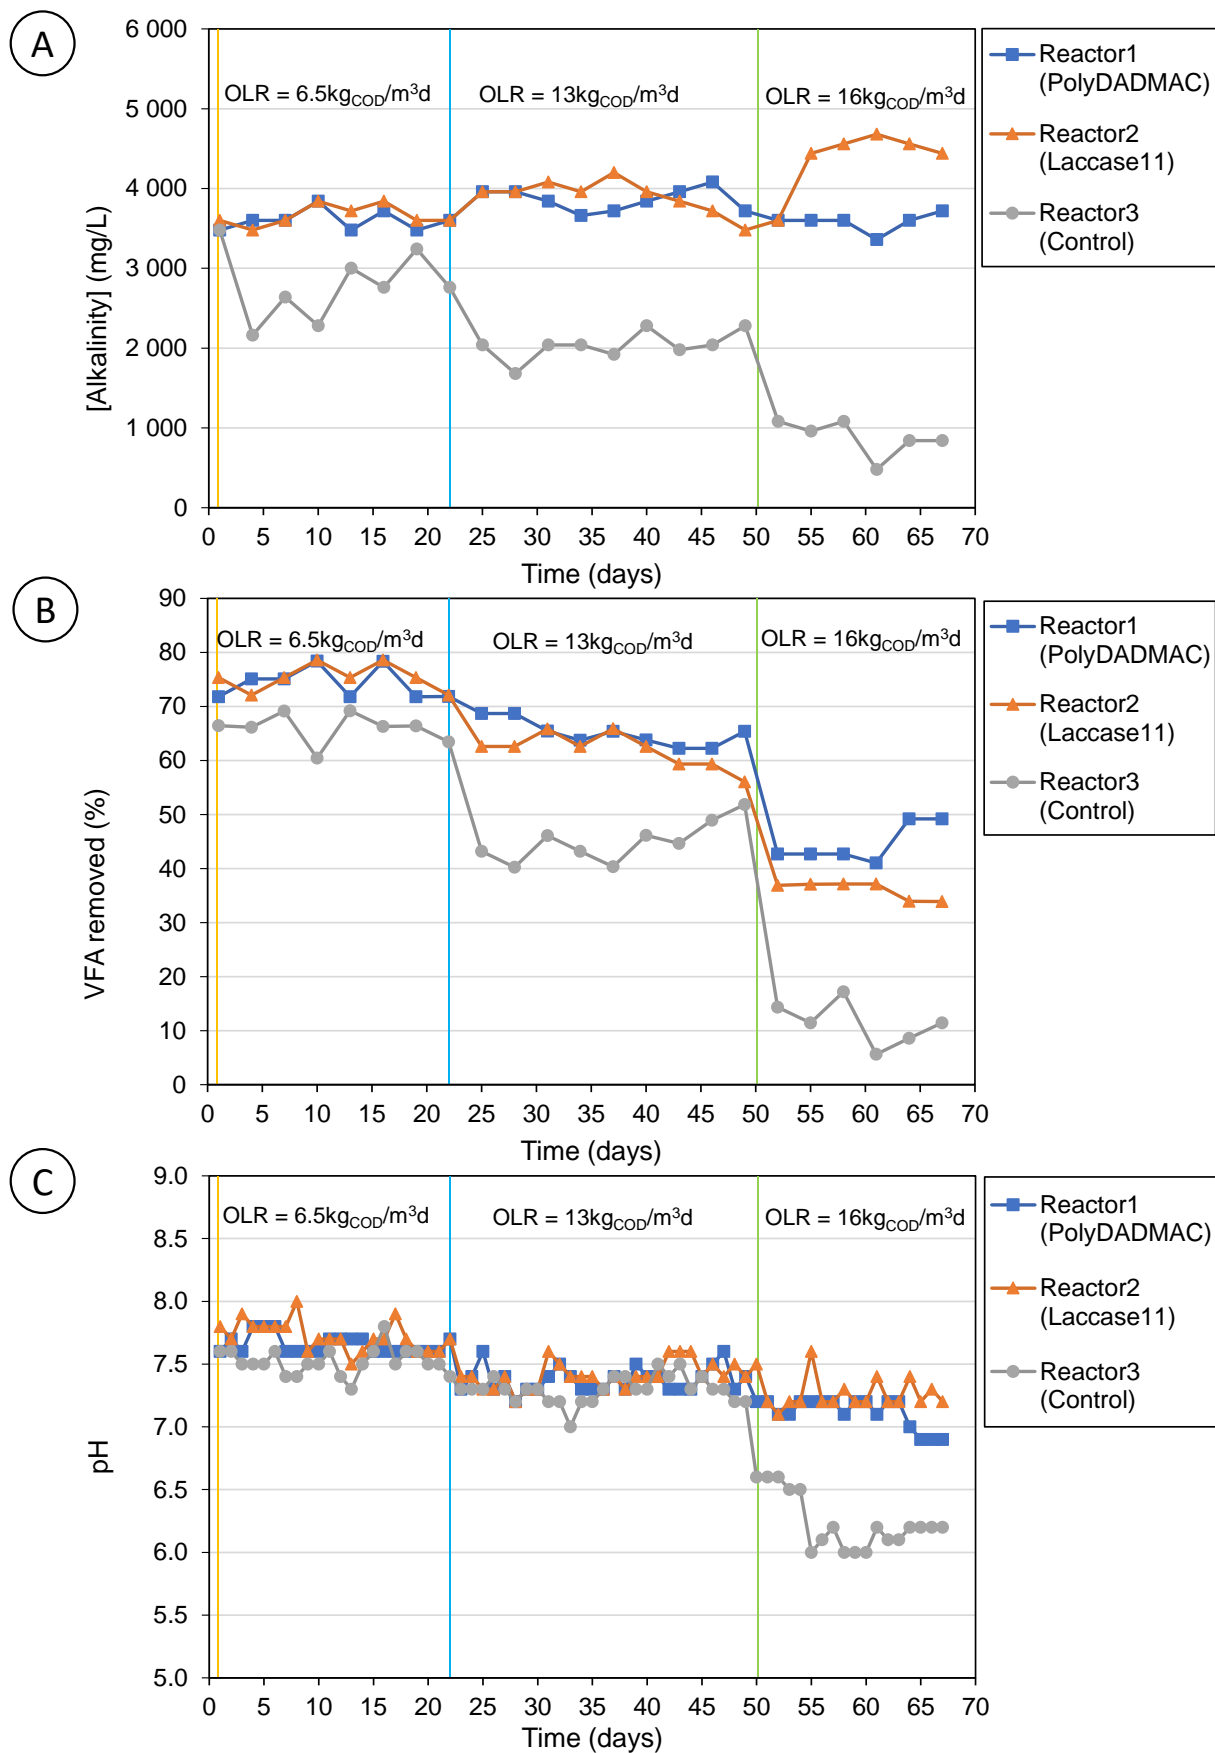 A
6 000
5 000
4 000
3 000
2 000
1 000
0
[Alkalinity] (mg/L)
OLR = 6.5kgCOD/m³d
OLR = 13kgCOD/m³d
OLR = 16kgCOD/m³d
0 5 10 15 20 25 30 35 40 45 50 55 60 65 70
Time (days)
Reactor1
(PolyDADMAC)
Reactor2
(Laccase11)
Reactor3
(Control)
B
90
80
70
60
50
40
30
20
10
0
VFA removed (%)
OLR = 6.5kgCOD/m³d
OLR = 13kgCOD/m³d
OLR = 16kgCOD/m³d
0 5 10 15 20 25 30 35 40 45 50 55 60 65 70
Time (days)
Reactor1
(PolyDADMAC)
Reactor2
(Laccase11)
Reactor3
(Control)
C
9.0
8.5
8.0
7.5
7.0
6.5
6.0
5.5
5.0
pH
OLR = 6.5kgCOD/m³d
OLR = 13kgCOD/m³d
OLR = 16kgCOD/m³d
0 5 10 15 20 25 30 35 40 45 50 55 60 65 70
Time (days)
Reactor1
(PolyDADMAC)
Reactor2
(Laccase11)
Reactor3
(Control)